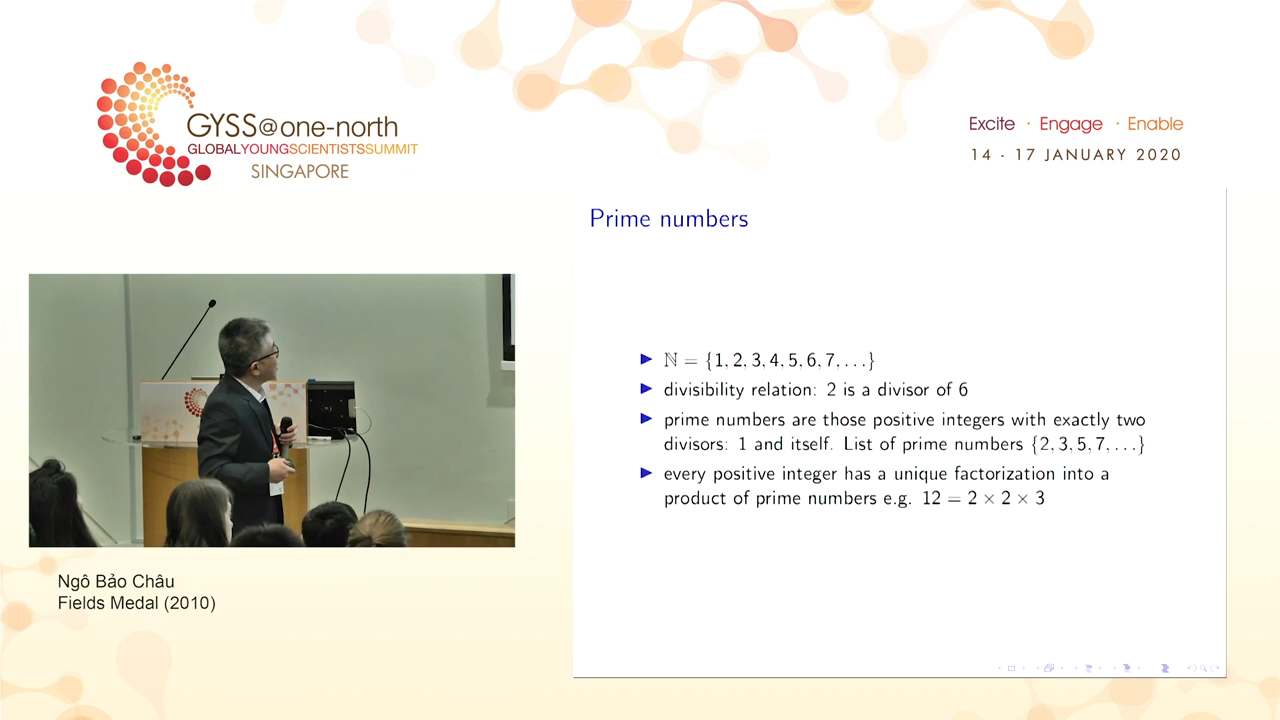 GYSS@one-north
GLOBALYOUNGSCIENTISTSSUMMIT
SINGAPORE
Excite · Engage · Enable
14 - 17 JANUARY 2020
Prime numbers
ℕ = {1, 2, 3, 4, 5, 6, 7, . . .}
divisibility relation: 2 is a divisor of 6
prime numbers are those positive integers with exactly two
divisors: 1 and itself. List of prime numbers {2, 3, 5, 7, . . .}
every positive integer has a unique factorization into a
product of prime numbers e.g. 12 = 2 × 2 × 3
Ngô Bảo Châu
Fields Medal (2010)